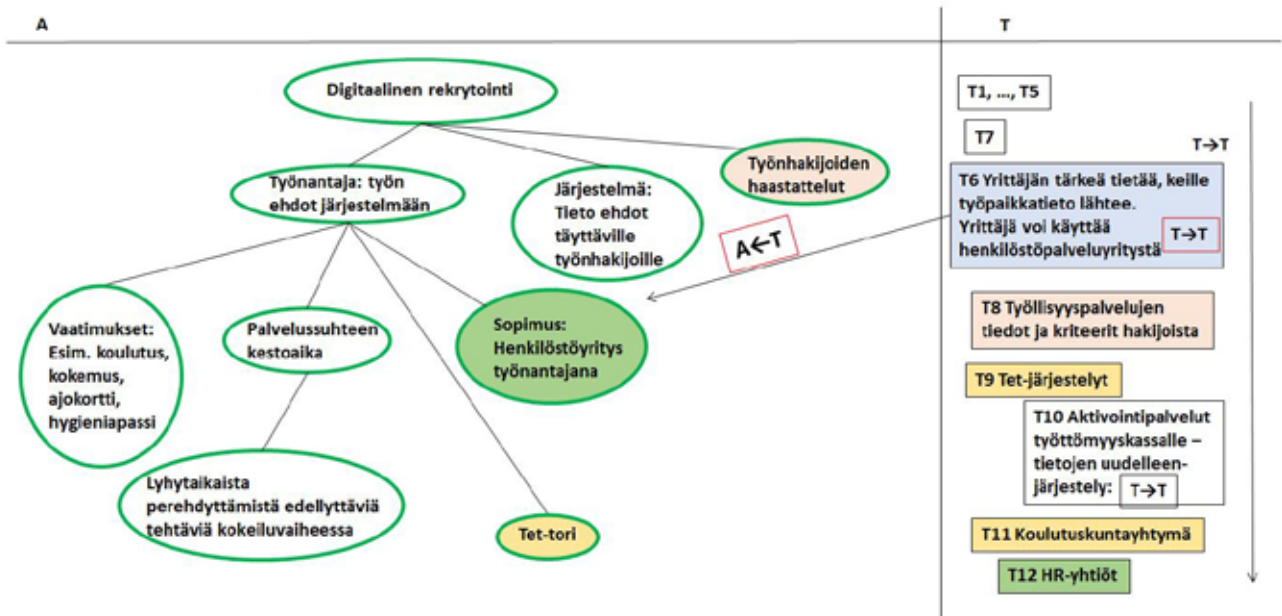 A
T
Digitaalinen rekrytointi
Työnantaja: työn
ehdot järjestelmään
Järjestelmä:
Tieto ehdot
täyttäville
työnhakijoille
Työnhakijoiden
haastattelut
A←T
Vaatimukset:
Esim. koulutus,
kokemus,
ajokortti,
hygieniapassi
Palvelussuhteen
kestoaika
Sopimus:
Henkilöstöyritys
työnantajana
Lyhytaikaista
perehdyttämistä edellyttäviä
tehtäviä kokeiluvaiheessa
Tet-tori
T1, ..., T5
T7
T→T
T6 Yrittäjän tärkeä tietää, keille
työpaikkatieto lähtee.
Yrittäjä voi käyttää
henkilöstöpalveluyritystä
T→T
T8 Työllisyyspalvelujen
tiedot ja kriteerit hakijoista
T9 Tet-järjestelyt
T10 Aktivointipalvelut
työttömyyskassalle –
tietojen uudelleen-
järjestely: T→T
T11 Koulutuskuntayhtymä
T12 HR-yhtiöt